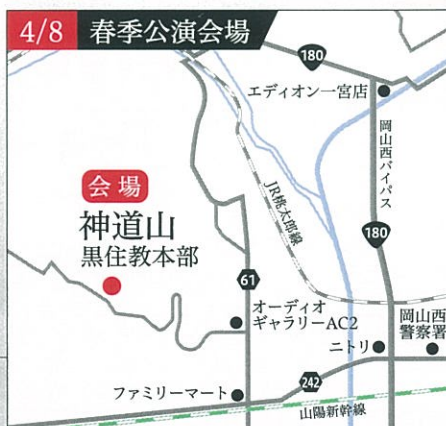 4/8 春季公演会場
180
エディオン一宮店
岡山西バイパス
JR桃太郎線
会場
神道山
黒住教本部
180
61
オーディオ
ギャラリーAC2
岡山西
警察署
ニトリ
242
ファミリーマート
山陽新幹線